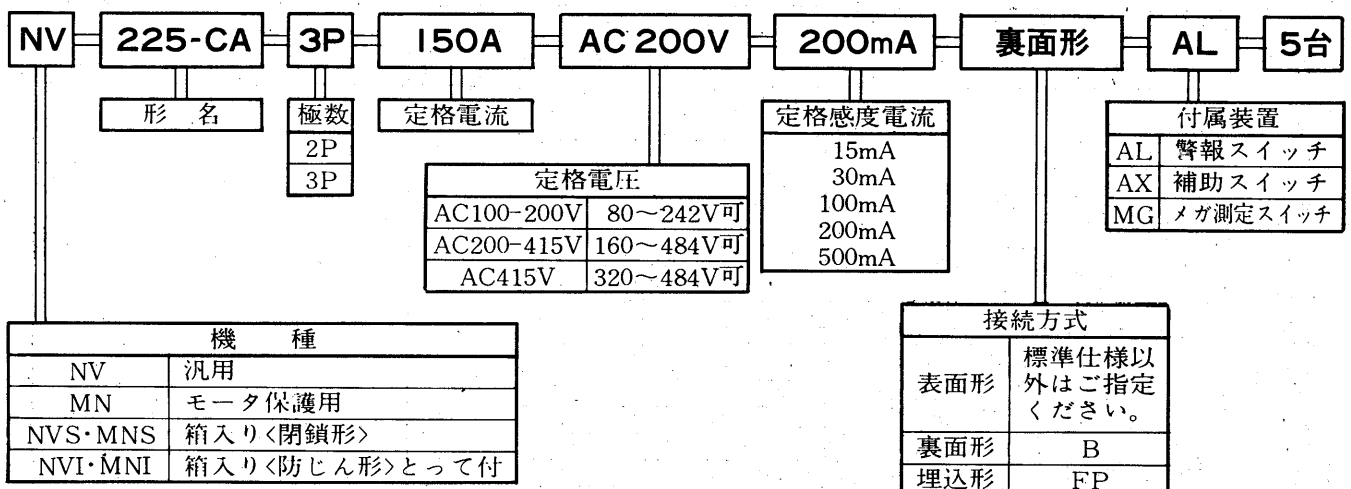 NV 225-CA 3P 150A AC 200V 200mA 裏面形 AL 5台
形 名
極数
2P
3P
定格電流
定格電圧
AC100-200V 80～242V可
AC200-415V 160～484V可
AC415V 320～484V可
定格感度電流
15mA
30mA
100mA
200mA
500mA
付属装置
AL 警報スイッチ
AX 補助スイッチ
MG メガ測定スイッチ
機 種
NV 汎用
MN モータ保護用
NVS・MNS 箱入り<閉鎖形>
NVI・MNI 箱入り<防じん形>とって付
接続方式
表面形 標準仕様以
外はご指定
ください。
裏面形 B
埋込形 FP